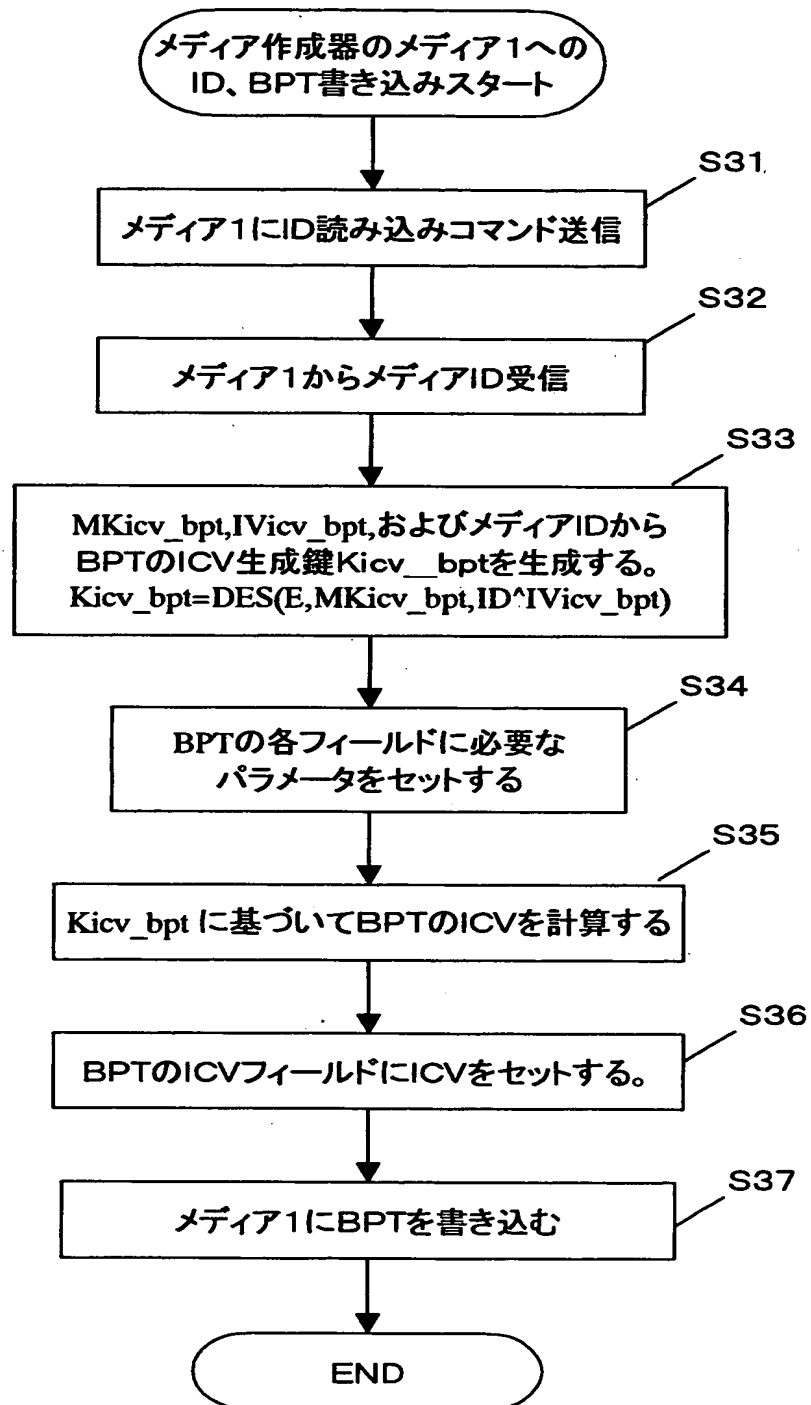 メディア作成器のメディア1への
ID、BPT書き込みスタート
S31
メディア1にID読み込みコマンド送信
S32
メディア1からメディアID受信
S33
MKicv_bpt,IVicv_bpt,およびメディアIDから
BPTのICV生成鍵Kicv__bptを生成する。
Kicv_bpt=DES(E,MKicv_bpt,ID^IVicv_bpt)
S34
BPTの各フィールドに必要な
パラメータをセットする
S35
Kicv_bpt に基づいてBPTのICVを計算する
S36
BPTのICVフィールドにICVをセットする。
S37
メディア1にBPTを書き込む
END